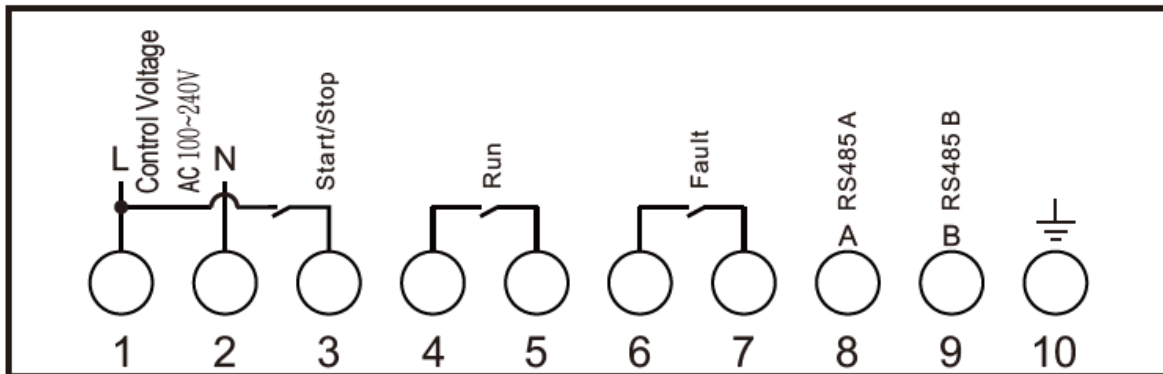 Control Voltage
AC 100~240V
L
N
Start/Stop
Run
Fault
RS485 A
RS485 B
A
B
1 2 3 4 5 6 7 8 9 10